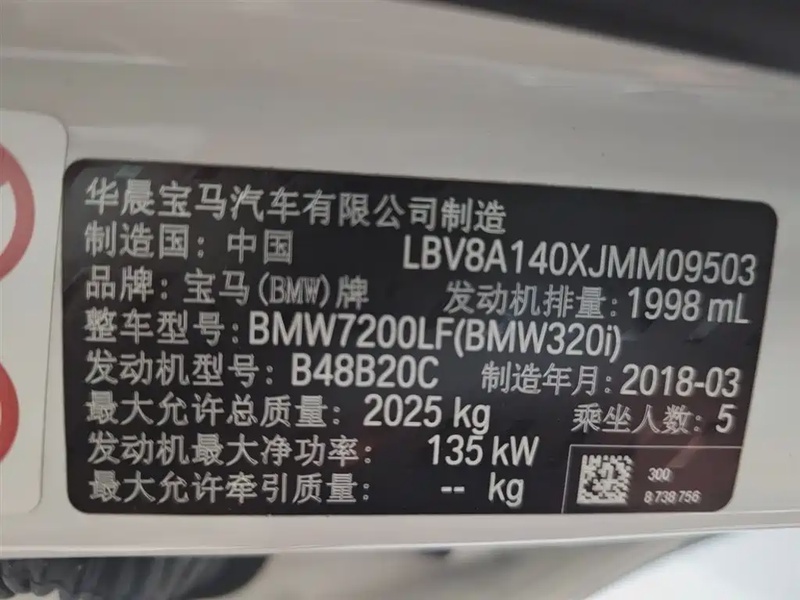 华晨宝马汽车有限公司制造
制造国: 中国 LBV8A140XJMM09503
品牌: 宝马(BMW)牌 发动机排量: 1998 mL
整车型号: BMW7200LF(BMW320i)
发动机型号: B48B20C 制造年月: 2018-03
最大允许总质量: 2025 kg 乘坐人数: 5
发动机最大净功率: 135 kW
最大允许牵引质量: -- kg
300
8 738 756